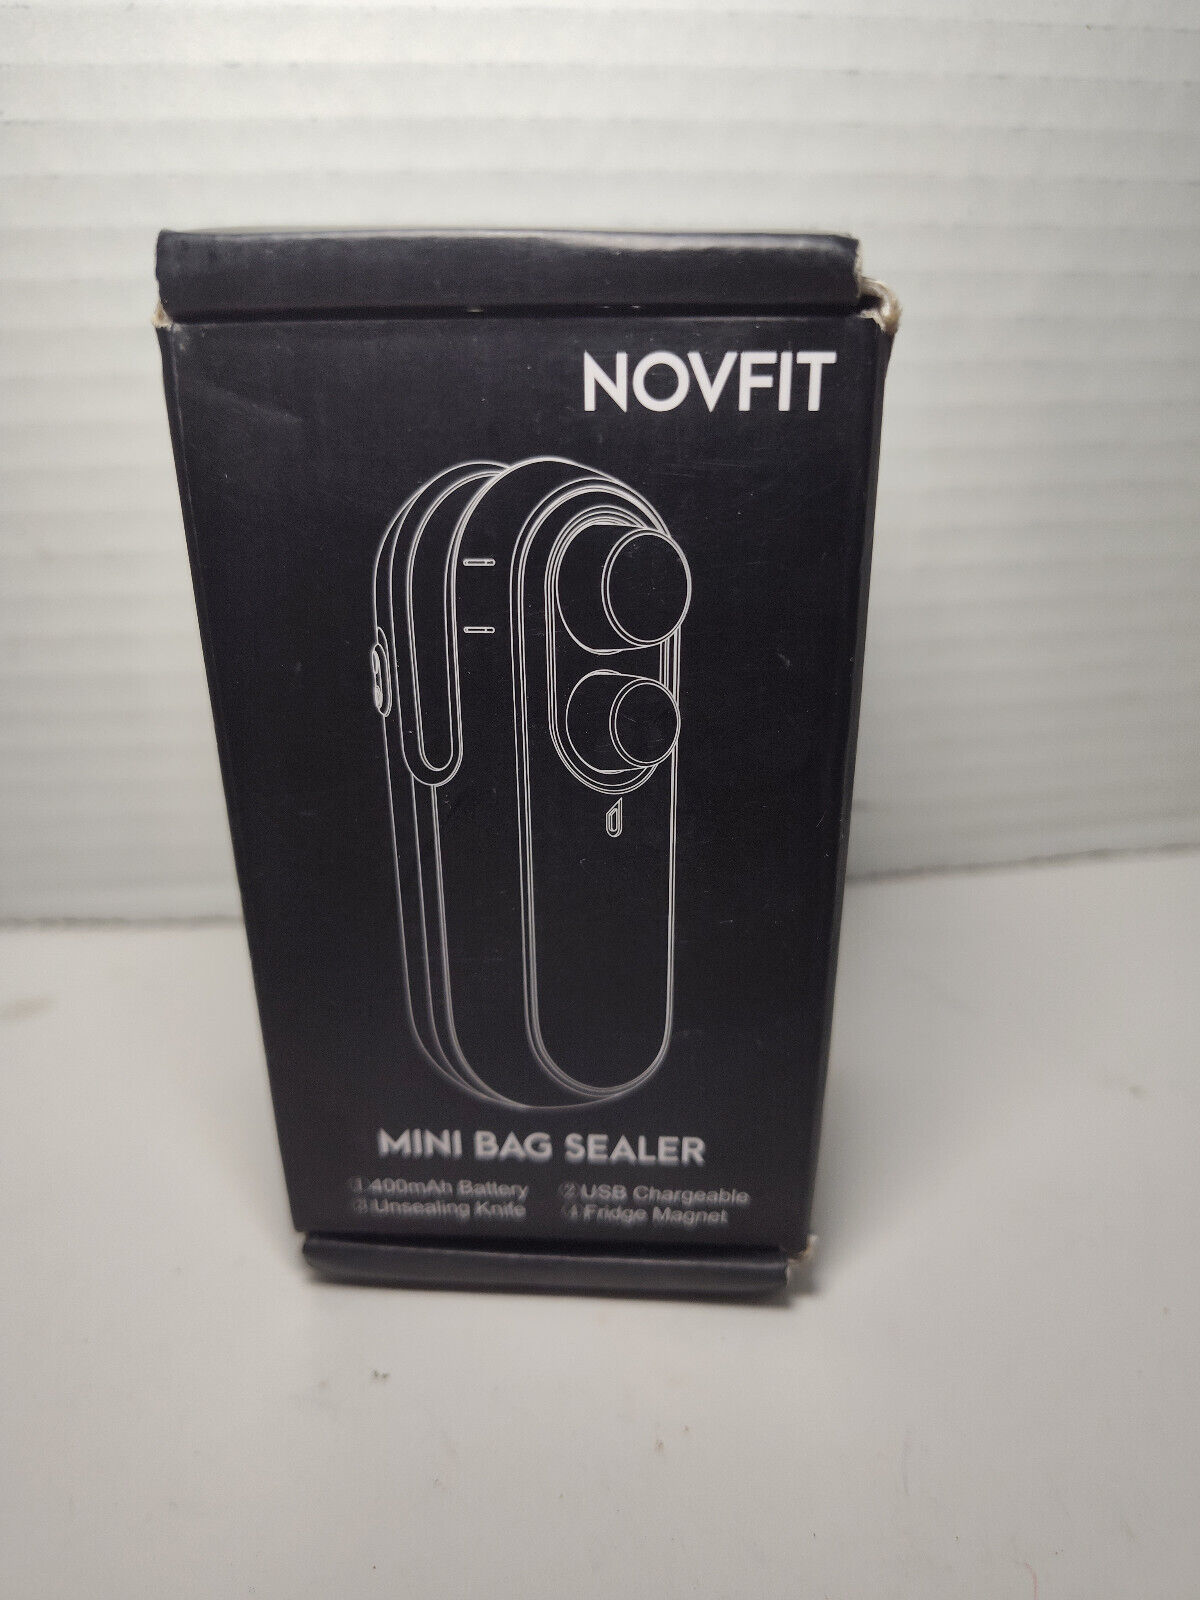 NOVFIT
MINI BAG SEALER
①400mAh Battery ②USB Chargeable
③Unsealing Knife ④Fridge Magnet